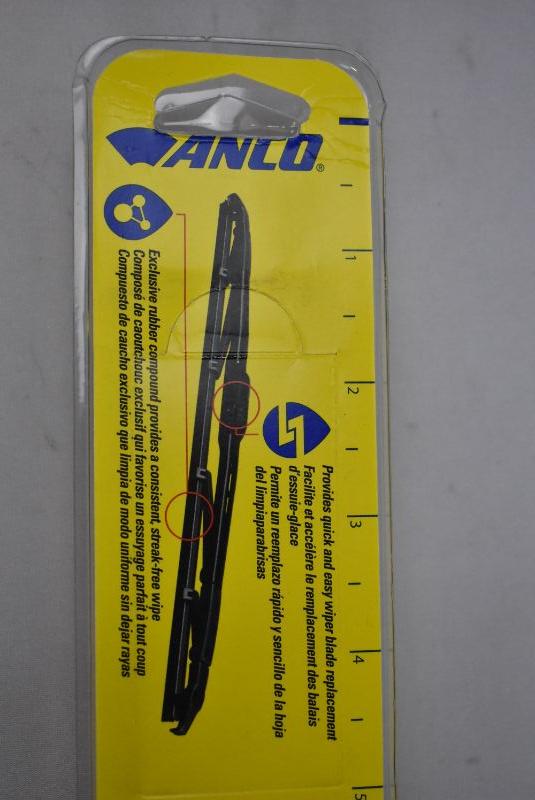 ANCO®
Exclusive rubber compound provides a consistent, streak-free wipe
Composé de caoutchouc exclusif qui favorise un essuyage parfait à tout coup
Compuesto de caucho exclusivo que limpia de modo uniforme sin dejar rayas
Provides quick and easy wiper blade replacement
Facilite et accélère le remplacement des balais
d'essuie-glace
Permite un reemplazo rápido y sencillo de la hoja
del limpiaparabrisas
1
2
3
4
5